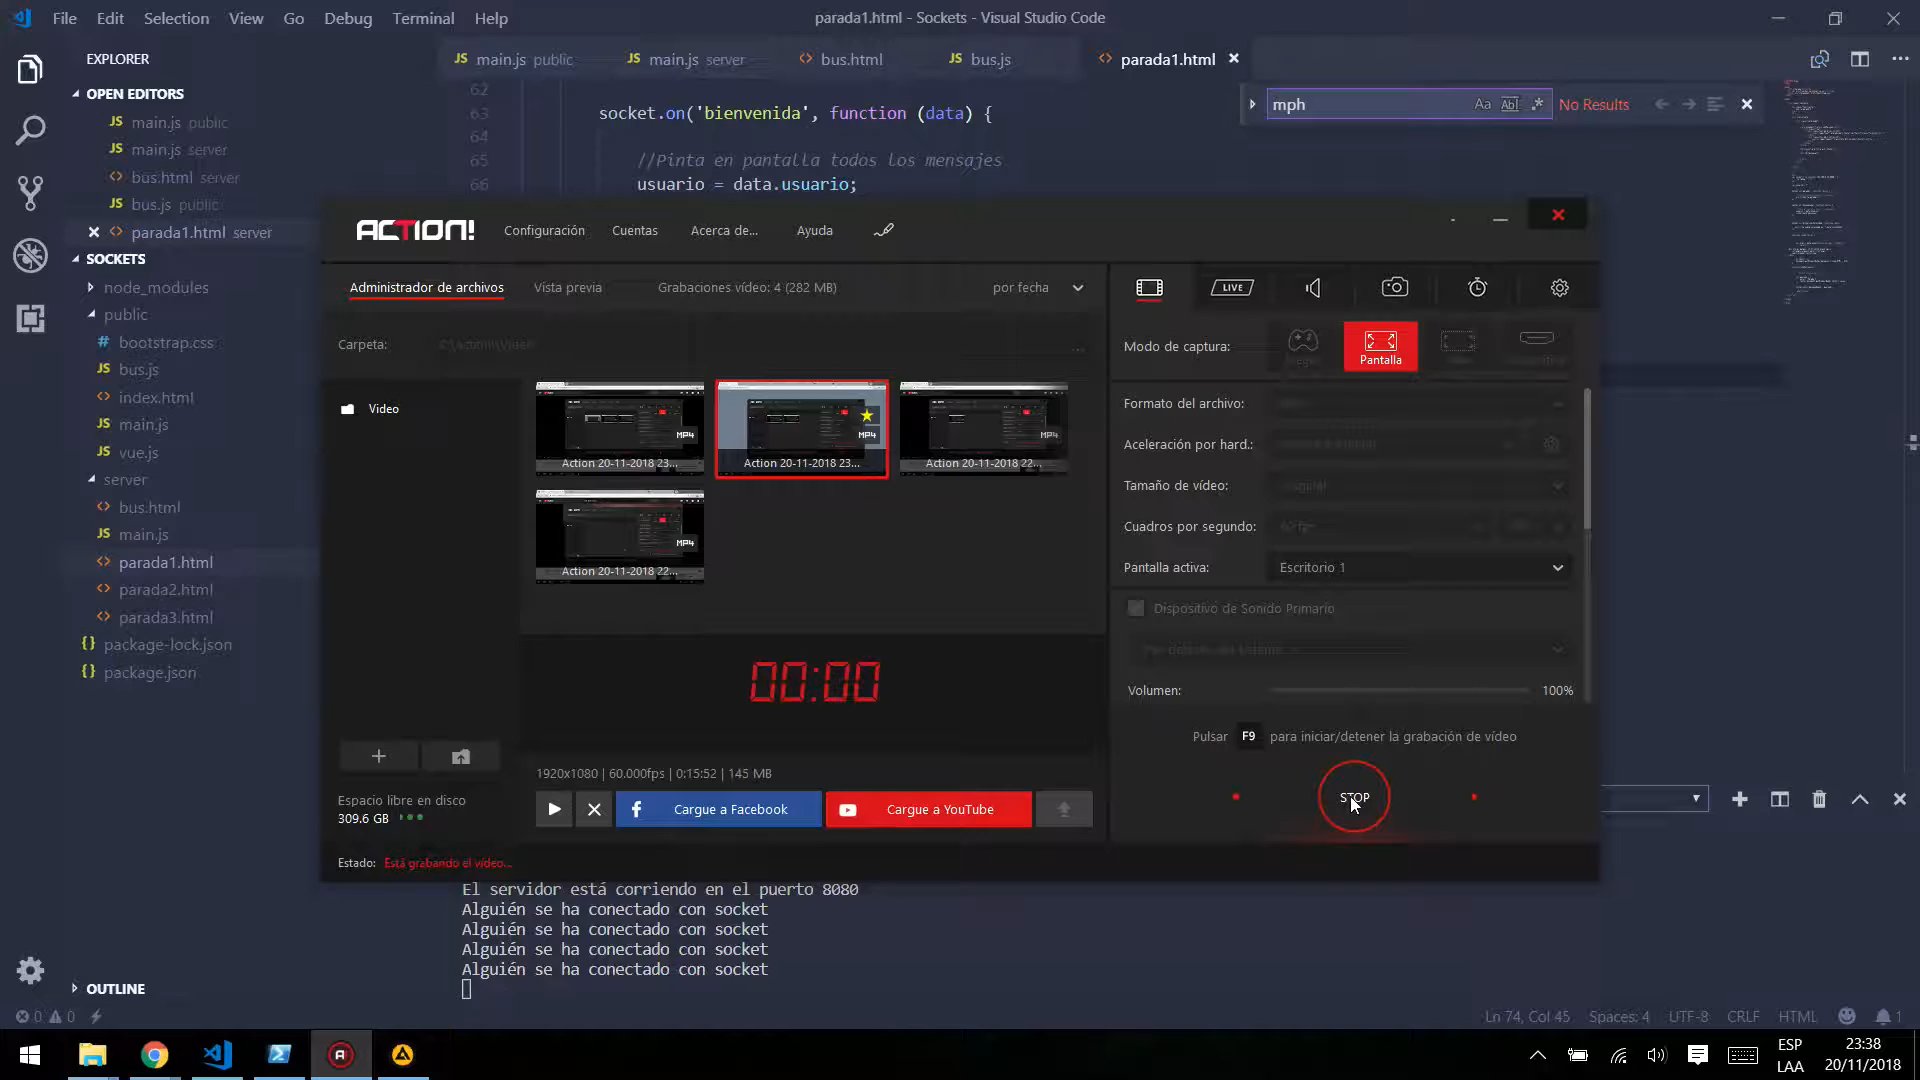 File Edit Selection View Go Debug Terminal Help
parada1.html - Sockets - Visual Studio Code
EXPLORER
OPEN EDITORS
JS main.js public
JS main.js server
<> bus.html server
JS bus.js public
<> parada1.html server
SOCKETS
node_modules
public
# bootstrap.css
JS bus.js
<> index.html
JS main.js
JS vue.js
server
<> bus.html
JS main.js
<> parada1.html
<> parada2.html
<> parada3.html
{} package-lock.json
{} package.json
OUTLINE
JS main.js public JS main.js server <> bus.html JS bus.js <> parada1.html
mph Aa Abl .* No Results
62
63 socket.on('bienvenida', function (data) {
64
65 //Pinta en pantalla todos los mensajes
66 usuario = data.usuario;
ACTION! Configuración Cuentas Acerca de... Ayuda
Administrador de archivos Vista previa Grabaciones vídeo: 4 (282 MB) por fecha
Carpeta: ...
Video
MP4
Action 20-11-2018 23...
MP4
Action 20-11-2018 23...
MP4
Action 20-11-2018 22...
MP4
Action 20-11-2018 22...
00:00
Espacio libre en disco
309.6 GB
1920x1080 | 60.000fps | 0:15:52 | 145 MB
Cargue a Facebook Cargue a YouTube
Estado: Está grabando el vídeo...
LIVE
Modo de captura: Pantalla
Formato del archivo:
Aceleración por hard.:
Tamaño de vídeo:
Cuadros por segundo:
Pantalla activa: Escritorio 1
Dispositivo de Sonido Primario
Volumen: 100%
Pulsar F9 para iniciar/detener la grabación de vídeo
STOP
El servidor está corriendo en el puerto 8080
Alguién se ha conectado con socket
Alguién se ha conectado con socket
Alguién se ha conectado con socket
Alguién se ha conectado con socket
0 0 Ln 74, Col 45 Spaces: 4 UTF-8 CRLF HTML 1
ESP
LAA
23:38
20/11/2018